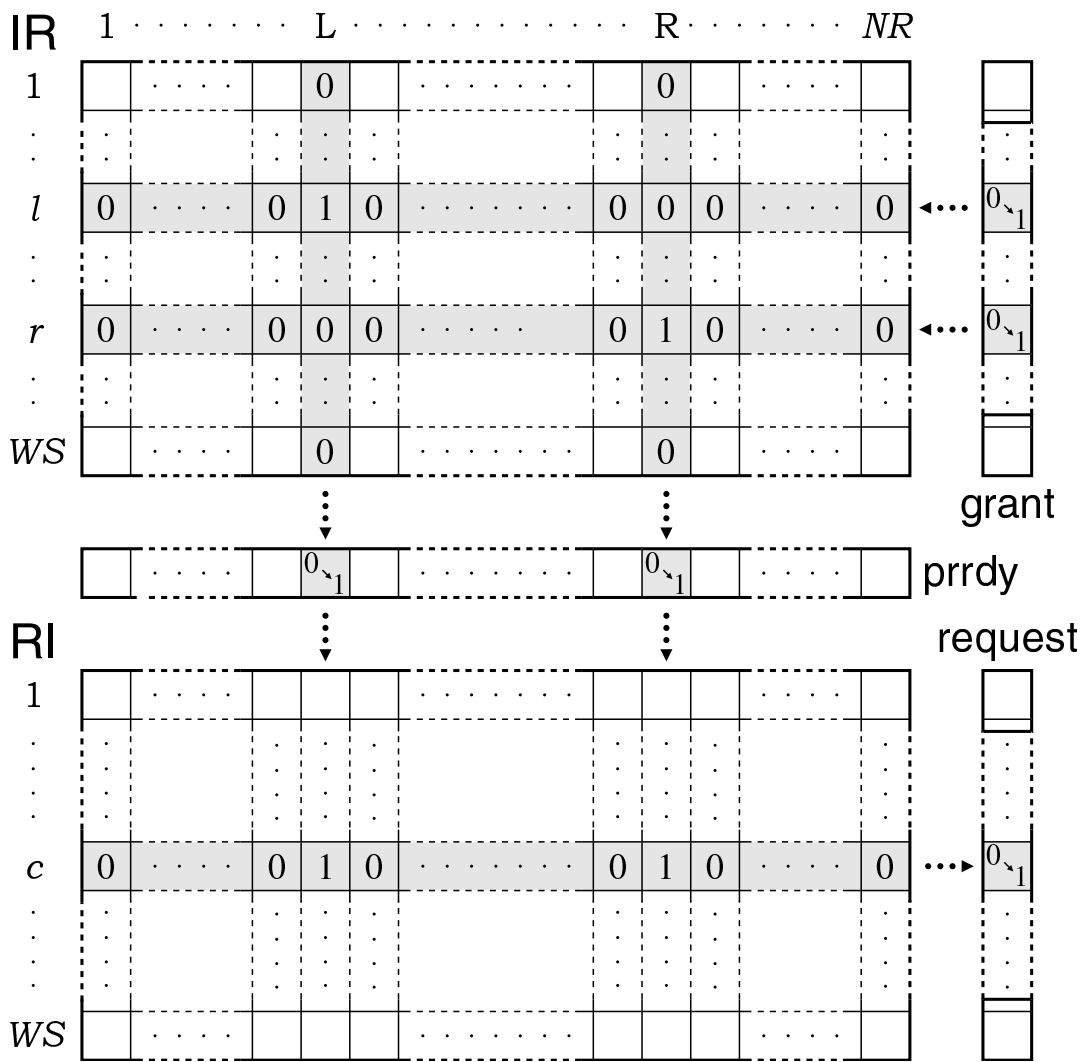 IR 1 · · · · · · · L · · · · · · · · · · · · R · · · · · · · NR
1 · · · · 0 · · · · · · · 0 · · · ·
l 0 · · · · 0 1 0 · · · · · · · 0 0 0 · · · · 0 0 1
r 0 · · · · 0 0 0 · · · · · 0 1 0 · · · · 0 0 1
WS · · · · 0 · · · · · · · 0 · · · ·
grant
· · · · 0 1 · · · · · · · 0 1 · · · · prrdy
RI request
1 · · · · · · · · · · · · · · ·
c 0 · · · · 0 1 0 · · · · · · · 0 1 0 · · · · 0 0 1
WS · · · · · · · · · · · · · · ·